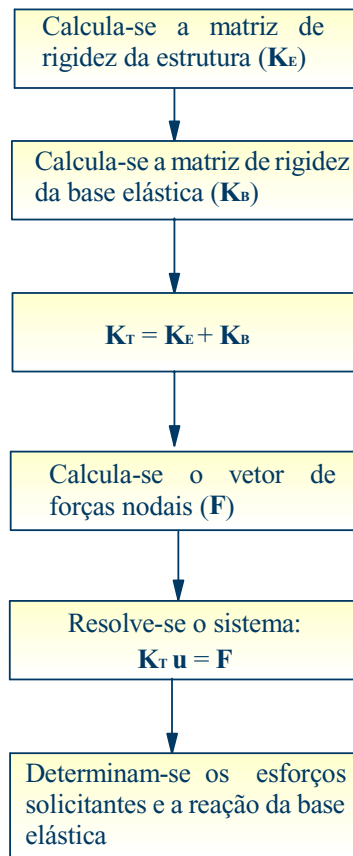 Calcula-se a matriz de
rigidez da estrutura (KE)
Calcula-se a matriz de rigidez
da base elástica (KB)
KT = KE + KB
Calcula-se o vetor de
forças nodais (F)
Resolve-se o sistema:
KT u = F
Determinam-se os esforços
solicitantes e a reação da base
elástica